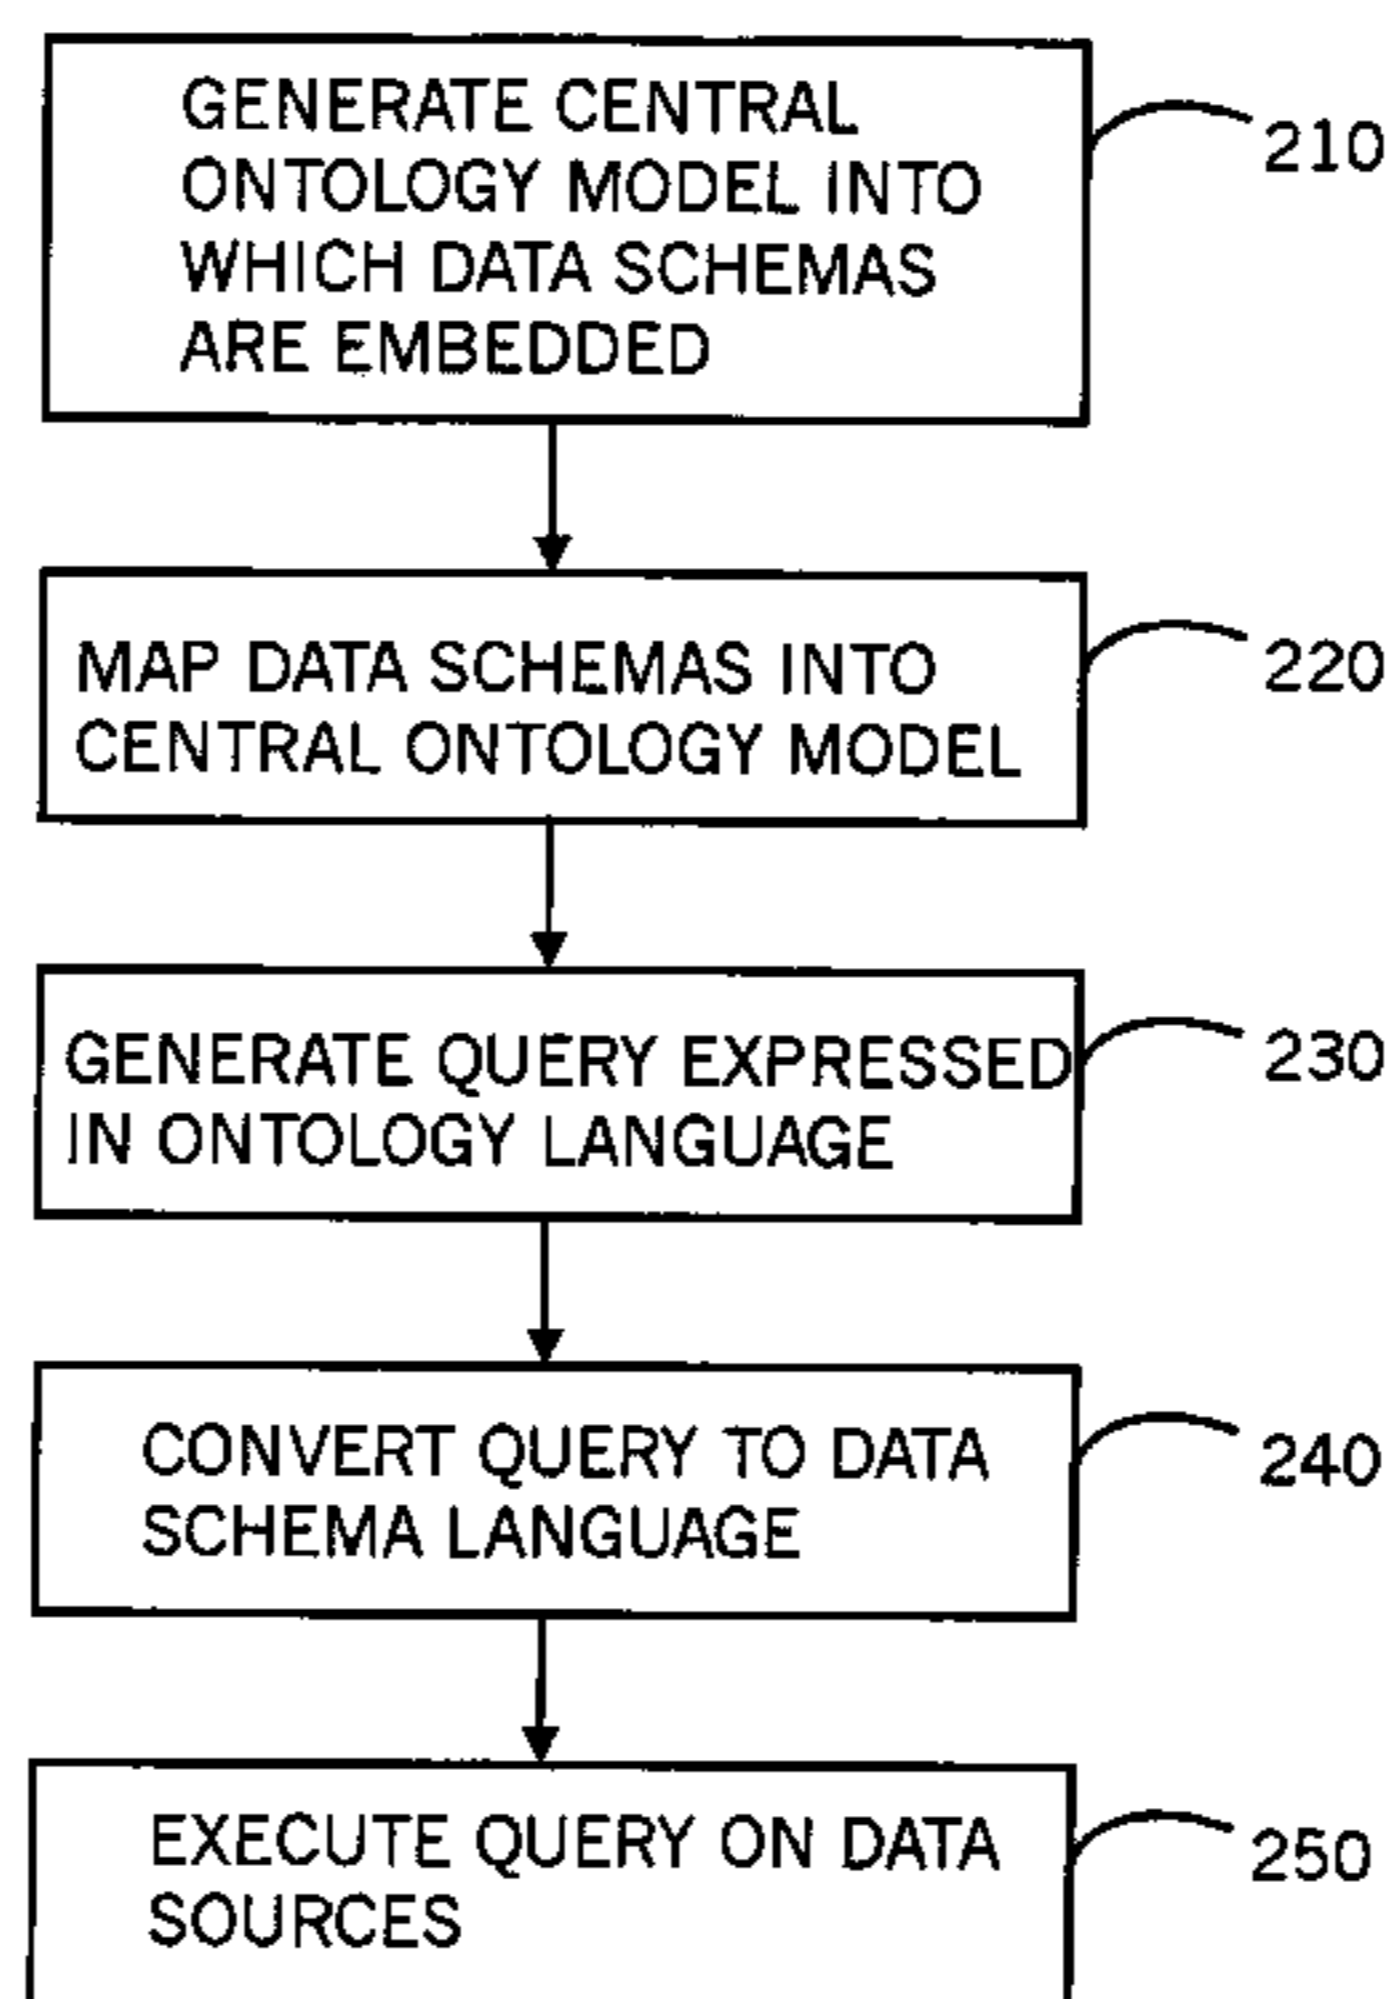 GENERATE CENTRAL
ONTOLOGY MODEL INTO
WHICH DATA SCHEMAS
ARE EMBEDDED
210
MAP DATA SCHEMAS INTO
CENTRAL ONTOLOGY MODEL
220
GENERATE QUERY EXPRESSED
IN ONTOLOGY LANGUAGE
230
CONVERT QUERY TO DATA
SCHEMA LANGUAGE
240
EXECUTE QUERY ON DATA
SOURCES
250